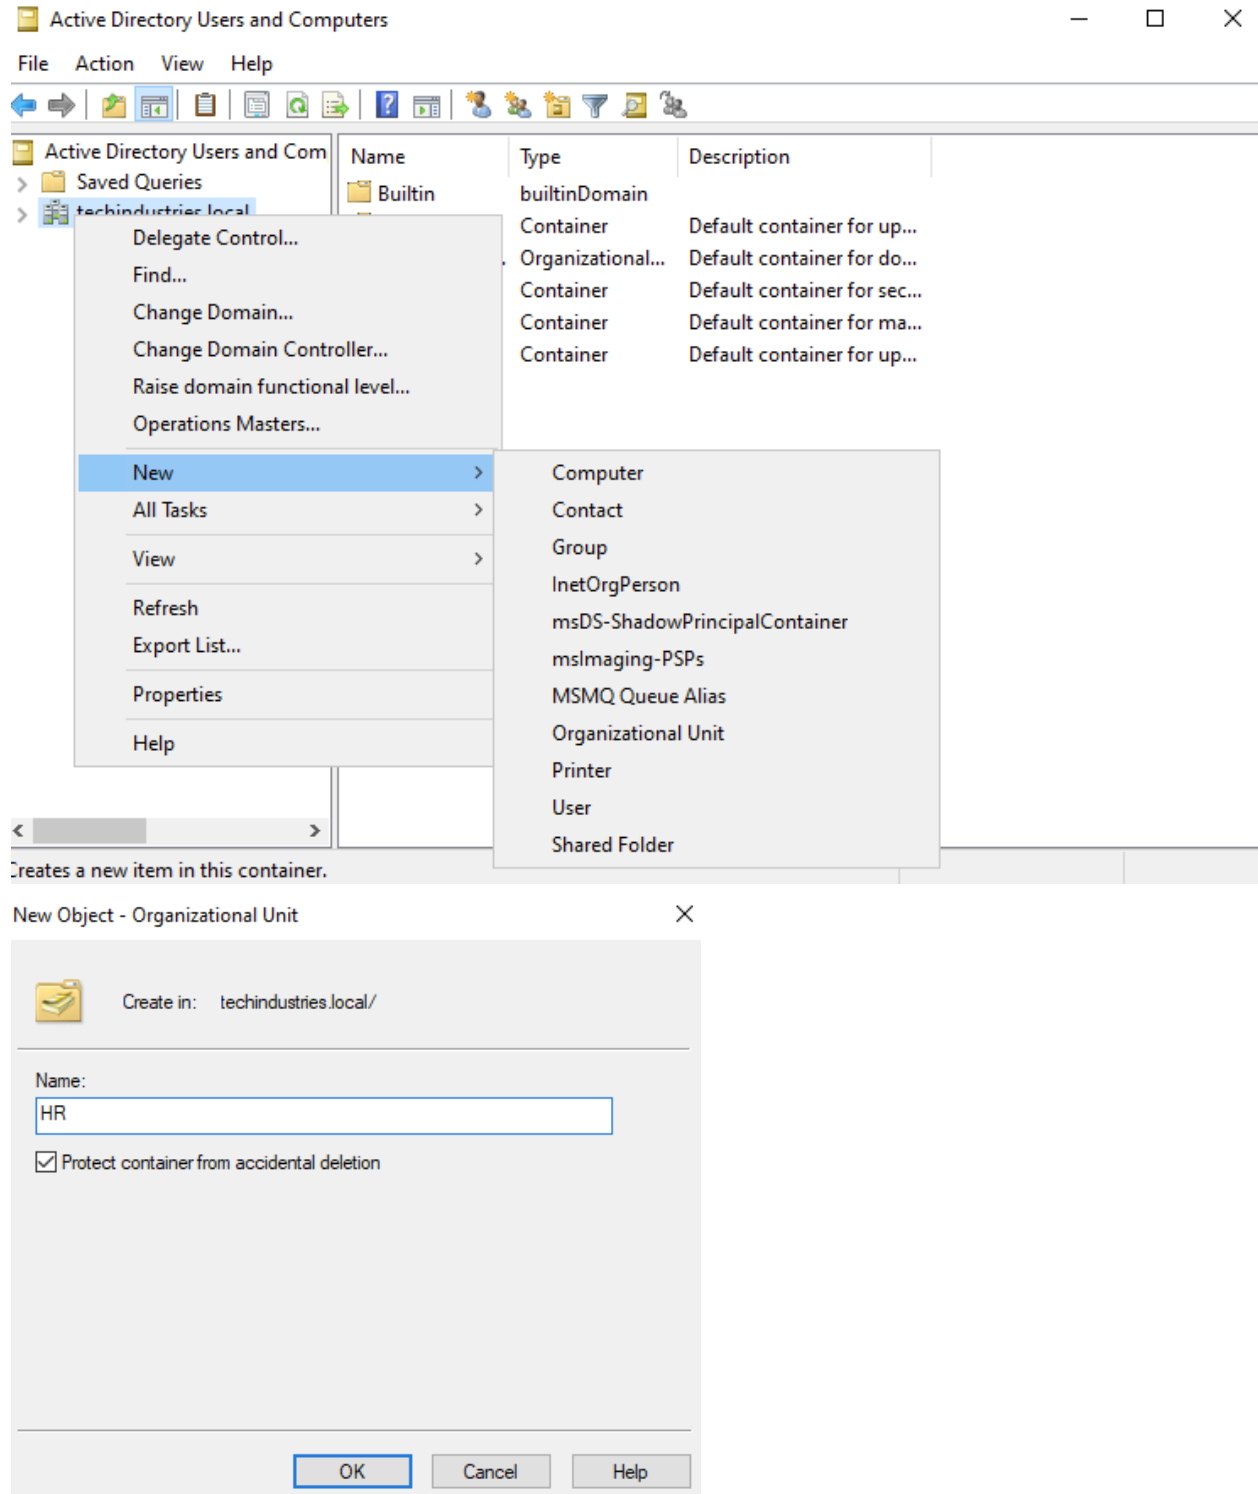 Active Directory Users and Computers
File Action View Help
Active Directory Users and Com
Saved Queries
techindustries.local
Name Type Description
Builtin builtinDomain
Container Default container for up...
Organizational... Default container for do...
Container Default container for sec...
Container Default container for ma...
Container Default container for up...
Delegate Control...
Find...
Change Domain...
Change Domain Controller...
Raise domain functional level...
Operations Masters...
New
All Tasks
View
Refresh
Export List...
Properties
Help
Computer
Contact
Group
InetOrgPerson
msDS-ShadowPrincipalContainer
msImaging-PSPs
MSMQ Queue Alias
Organizational Unit
Printer
User
Shared Folder
Creates a new item in this container.
New Object - Organizational Unit
Create in: techindustries.local/
Name:
HR
Protect container from accidental deletion
OK Cancel Help